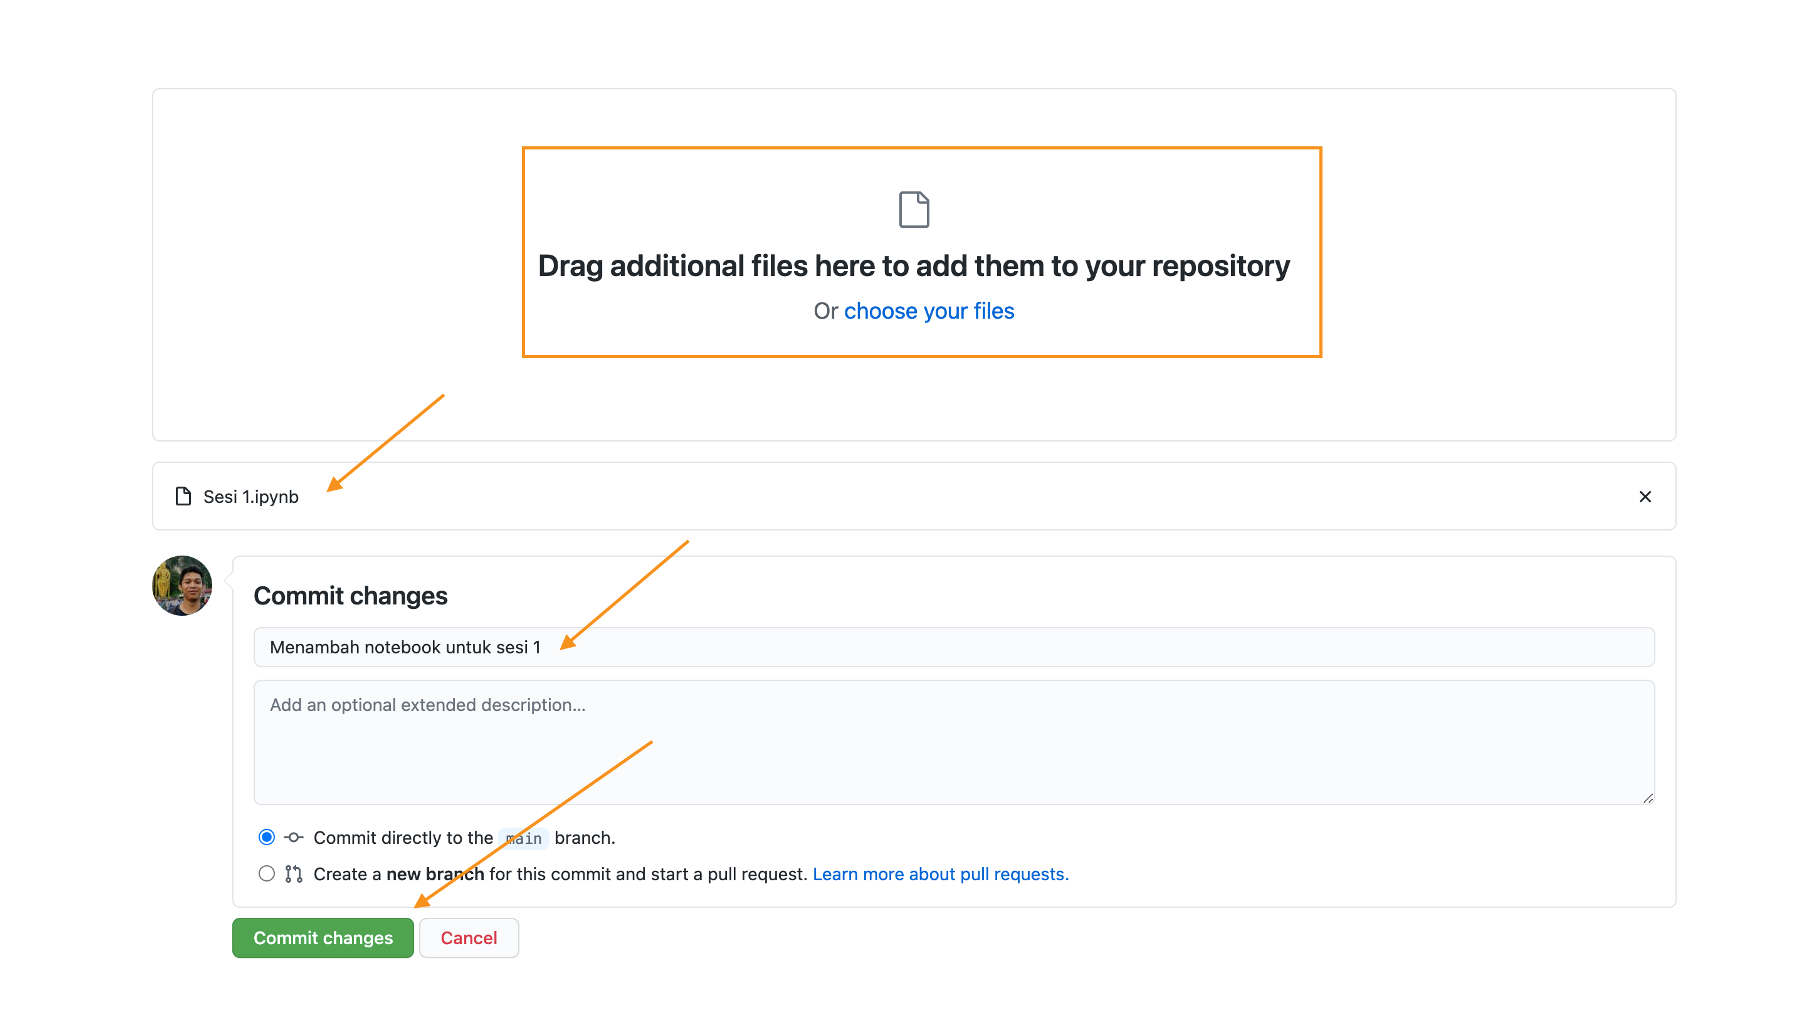 Drag additional files here to add them to your repository
Or choose your files
Sesi 1.ipynb
Commit changes
Menambah notebook untuk sesi 1
Add an optional extended description...
Commit directly to the main branch.
Create a new branch for this commit and start a pull request. Learn more about pull requests.
Commit changes Cancel